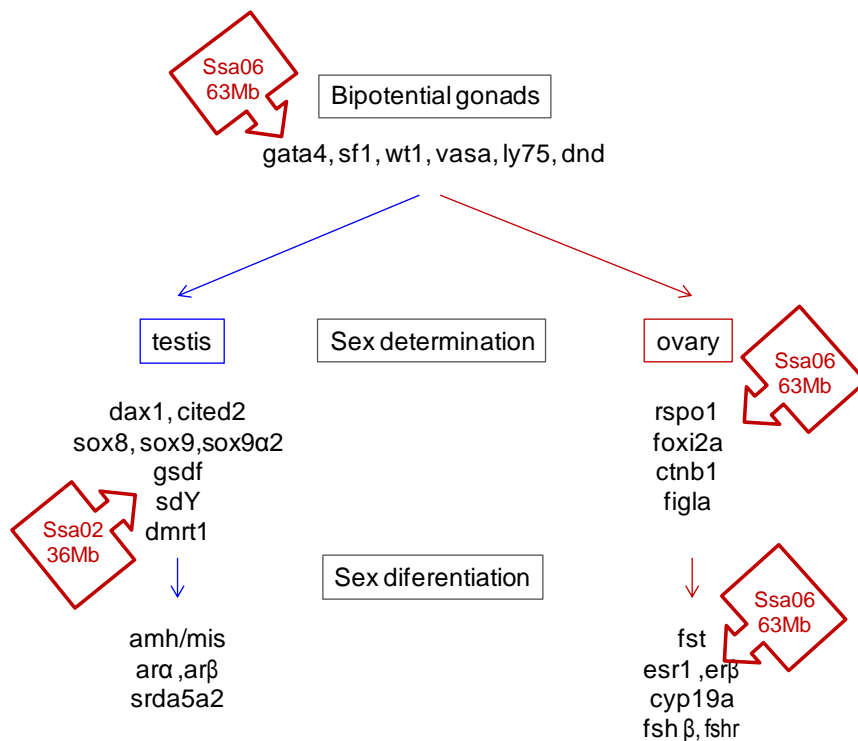 Ssa06
63Mb
Bipotential gonads
gata4, sf1, wt1, vasa, ly75, dnd
testis
Sex determination
ovary
Ssa06
63Mb
dax1, cited2
sox8, sox9,sox9α2
gsdf
sdY
dmrt1
rspo1
foxi2a
ctnb1
figla
Ssa02
36Mb
Sex diferentiation
Ssa06
63Mb
amh/mis
arα ,arβ
srda5a2
fst
esr1 ,erβ
cyp19a
fsh β, fshr